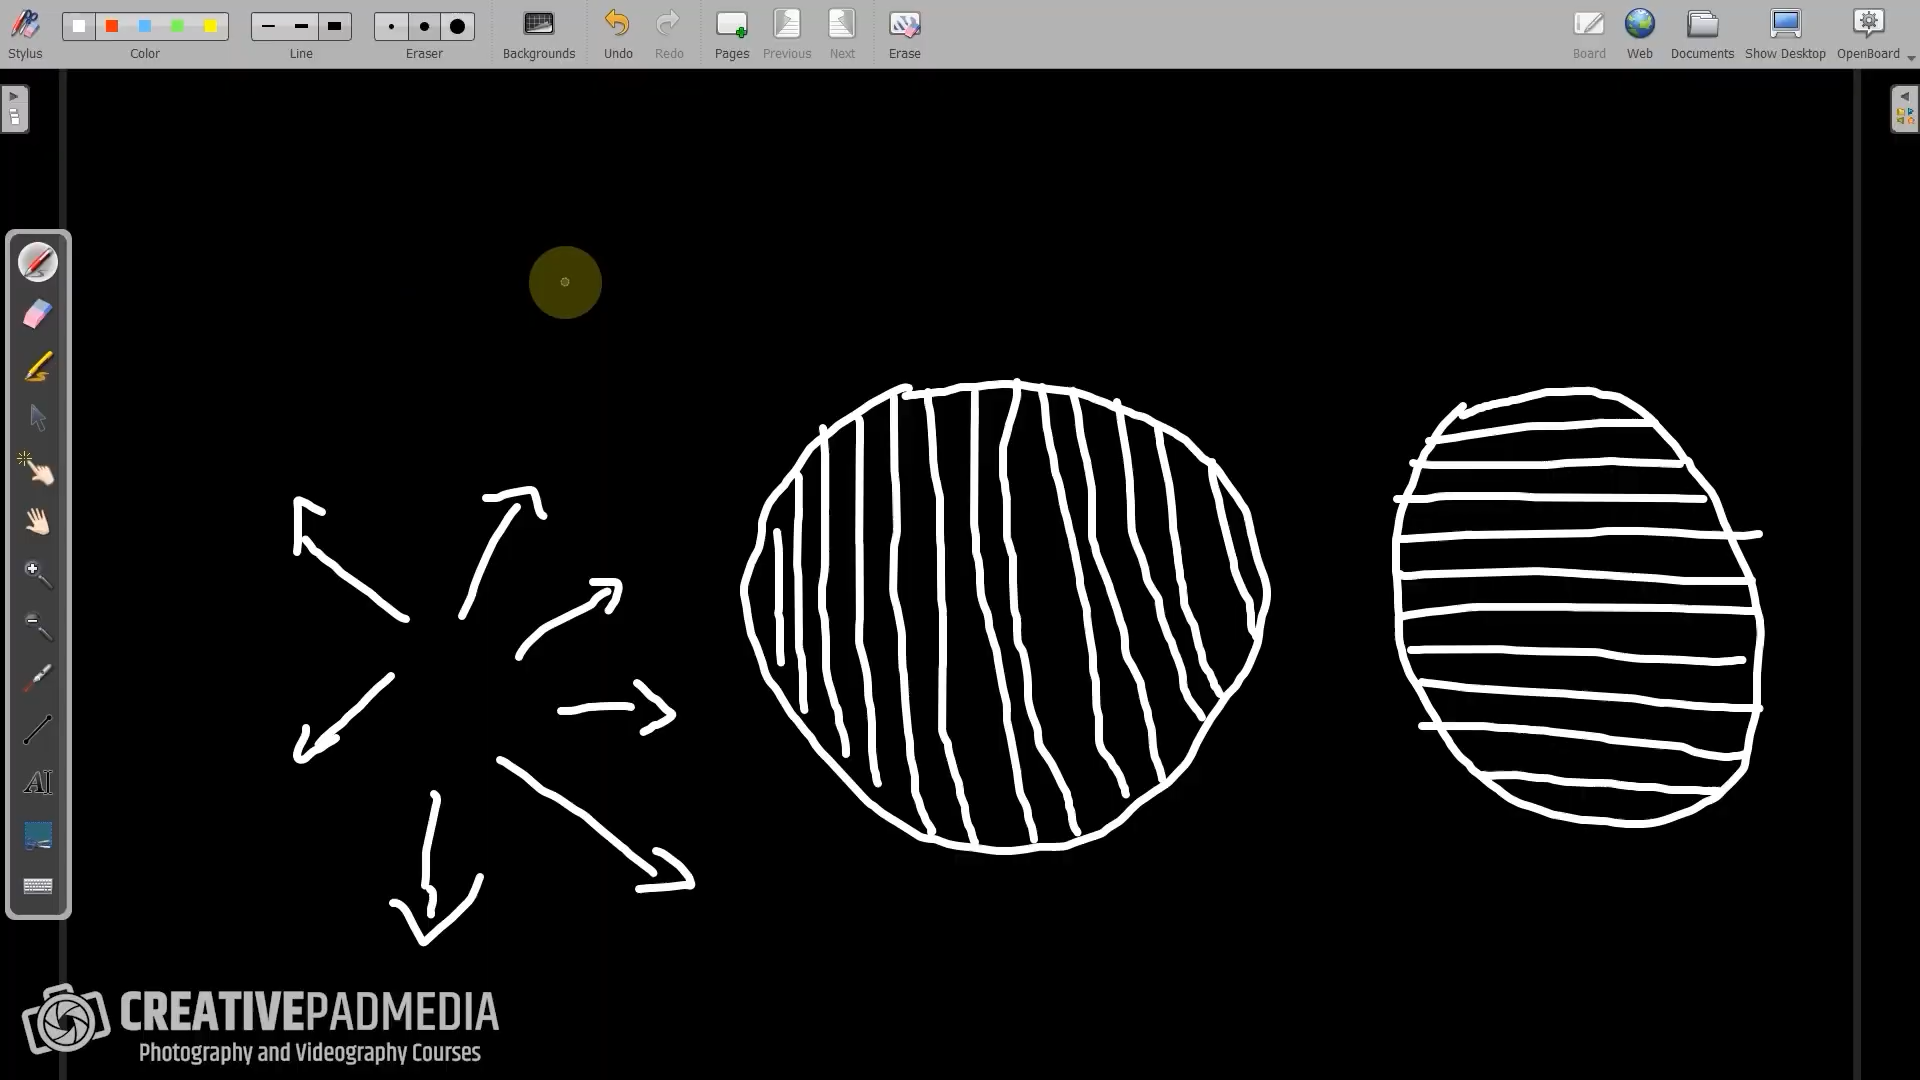 Stylus
Color
Line
Eraser
Backgrounds
Undo
Redo
Pages
Previous
Next
Erase
Board
Web
Documents
Show Desktop
OpenBoard
AI
CREATIVEPADMEDIA
Photography and Videography Courses